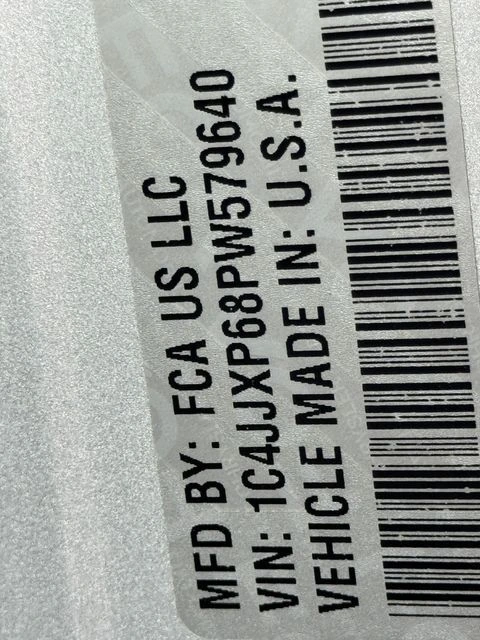 MFD BY: FCA US LLC
VIN: 1C4JJXP68PW579640
VEHICLE MADE IN: U.S.A.